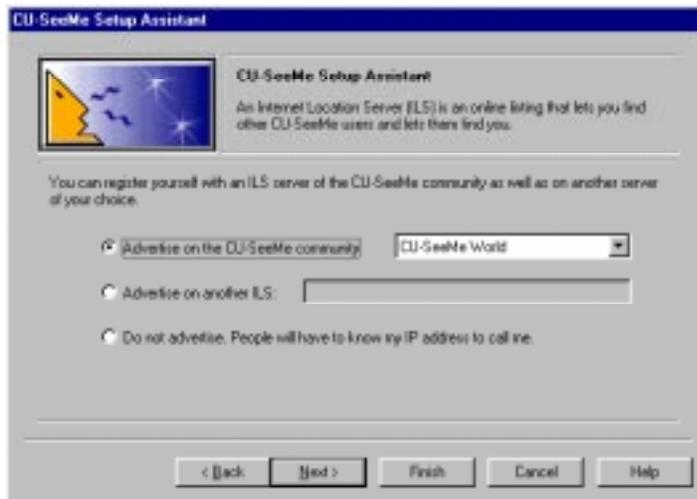 CU-SeeMe Setup Assistant
CU-SeeMe Setup Assistant
An Internet Location Server (ILS) is an online listing that lets you find
other CU-SeeMe users and lets them find you.
You can register yourself with an ILS server of the CU-SeeMe community as well as on another server
of your choice.
Advertise on the CU-SeeMe community
CU-SeeMe World
Advertise on another ILS:
Do not advertise. People will have to know my IP address to call me.
< Back
Next >
Finish
Cancel
Help